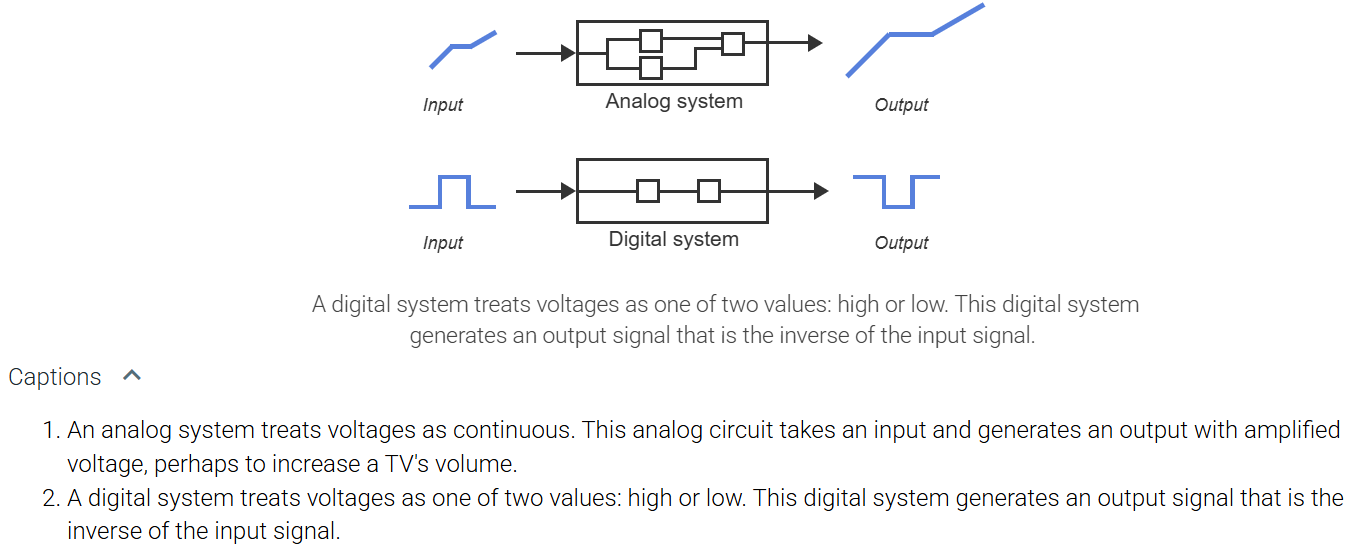 Input
Analog system
Output
Input
Digital system
Output
A digital system treats voltages as one of two values: high or low. This digital system
generates an output signal that is the inverse of the input signal.
Captions
1. An analog system treats voltages as continuous. This analog circuit takes an input and generates an output with amplified
voltage, perhaps to increase a TV's volume.
2. A digital system treats voltages as one of two values: high or low. This digital system generates an output signal that is the
inverse of the input signal.